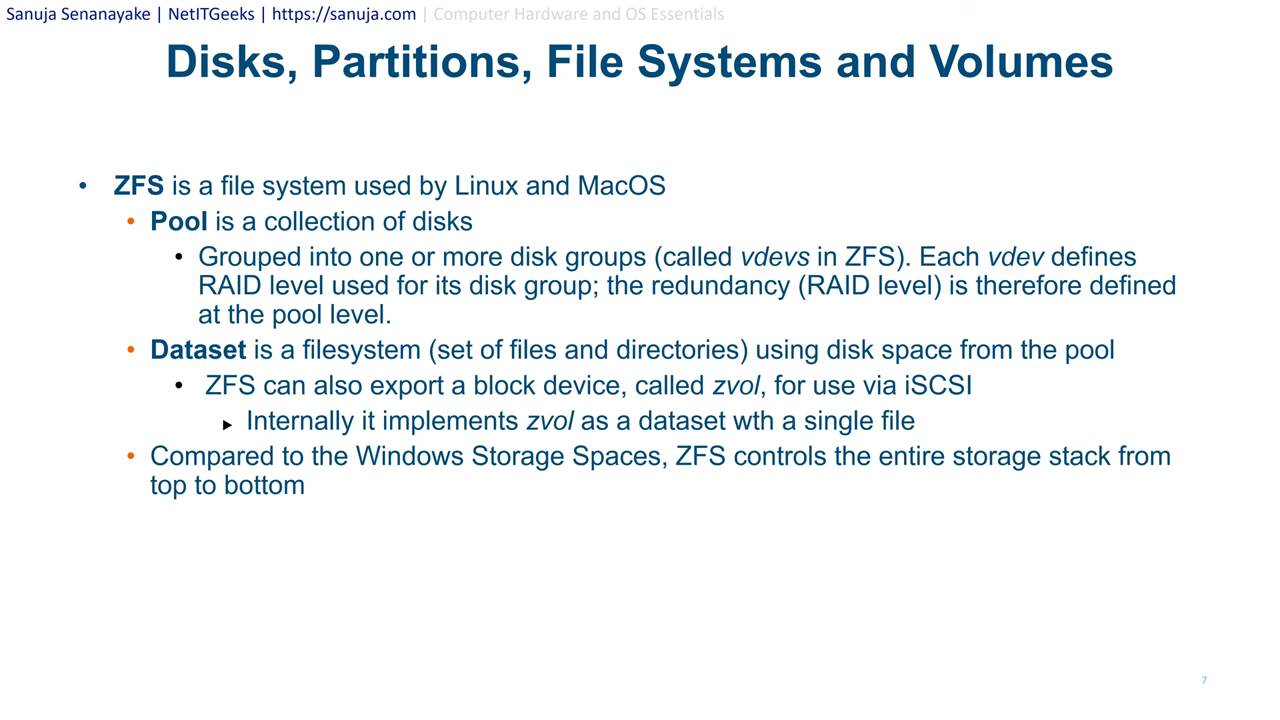 Sanuja Senanayake | NetITGeeks | https://sanuja.com | Computer Hardware and OS Essentials
Disks, Partitions, File Systems and Volumes
• ZFS is a file system used by Linux and MacOS
• Pool is a collection of disks
• Grouped into one or more disk groups (called vdevs in ZFS). Each vdev defines
RAID level used for its disk group; the redundancy (RAID level) is therefore defined
at the pool level.
• Dataset is a filesystem (set of files and directories) using disk space from the pool
• ZFS can also export a block device, called zvol, for use via iSCSI
▶ Internally it implements zvol as a dataset wth a single file
• Compared to the Windows Storage Spaces, ZFS controls the entire storage stack from
top to bottom
7